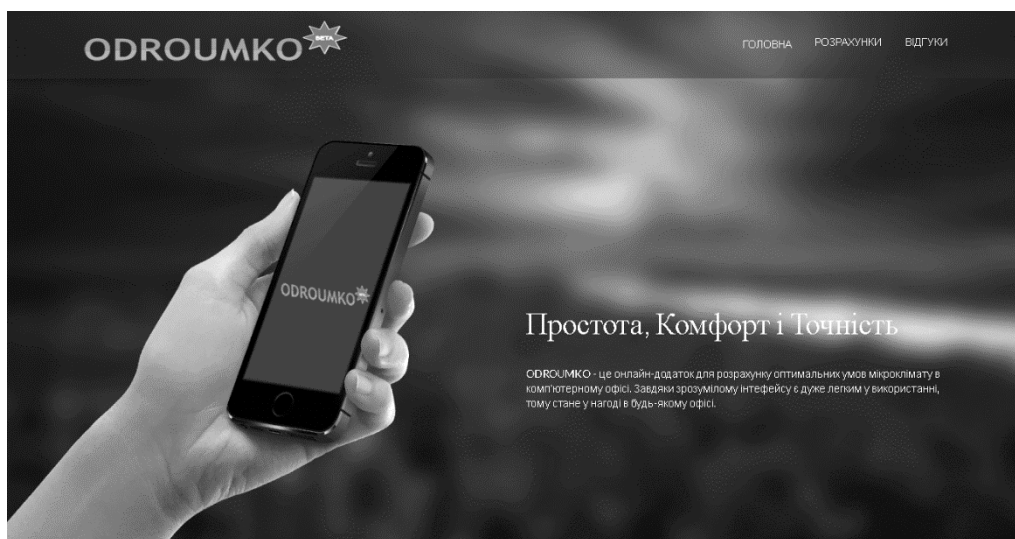 ODROUMKO
BETA
ГОЛОВНА РОЗРАХУНКИ ВІДГУКИ
ODROUMKO
Простота, Комфорт і Точність
ODROUMKO - це онлайн-додаток для розрахунку оптимальних умов мікроклімату в
комп'ютерному офісі. Завдяки зрозумілому інтефейсу є дуже легким у використанні,
тому стане у нагоді в будь-якому офісі.